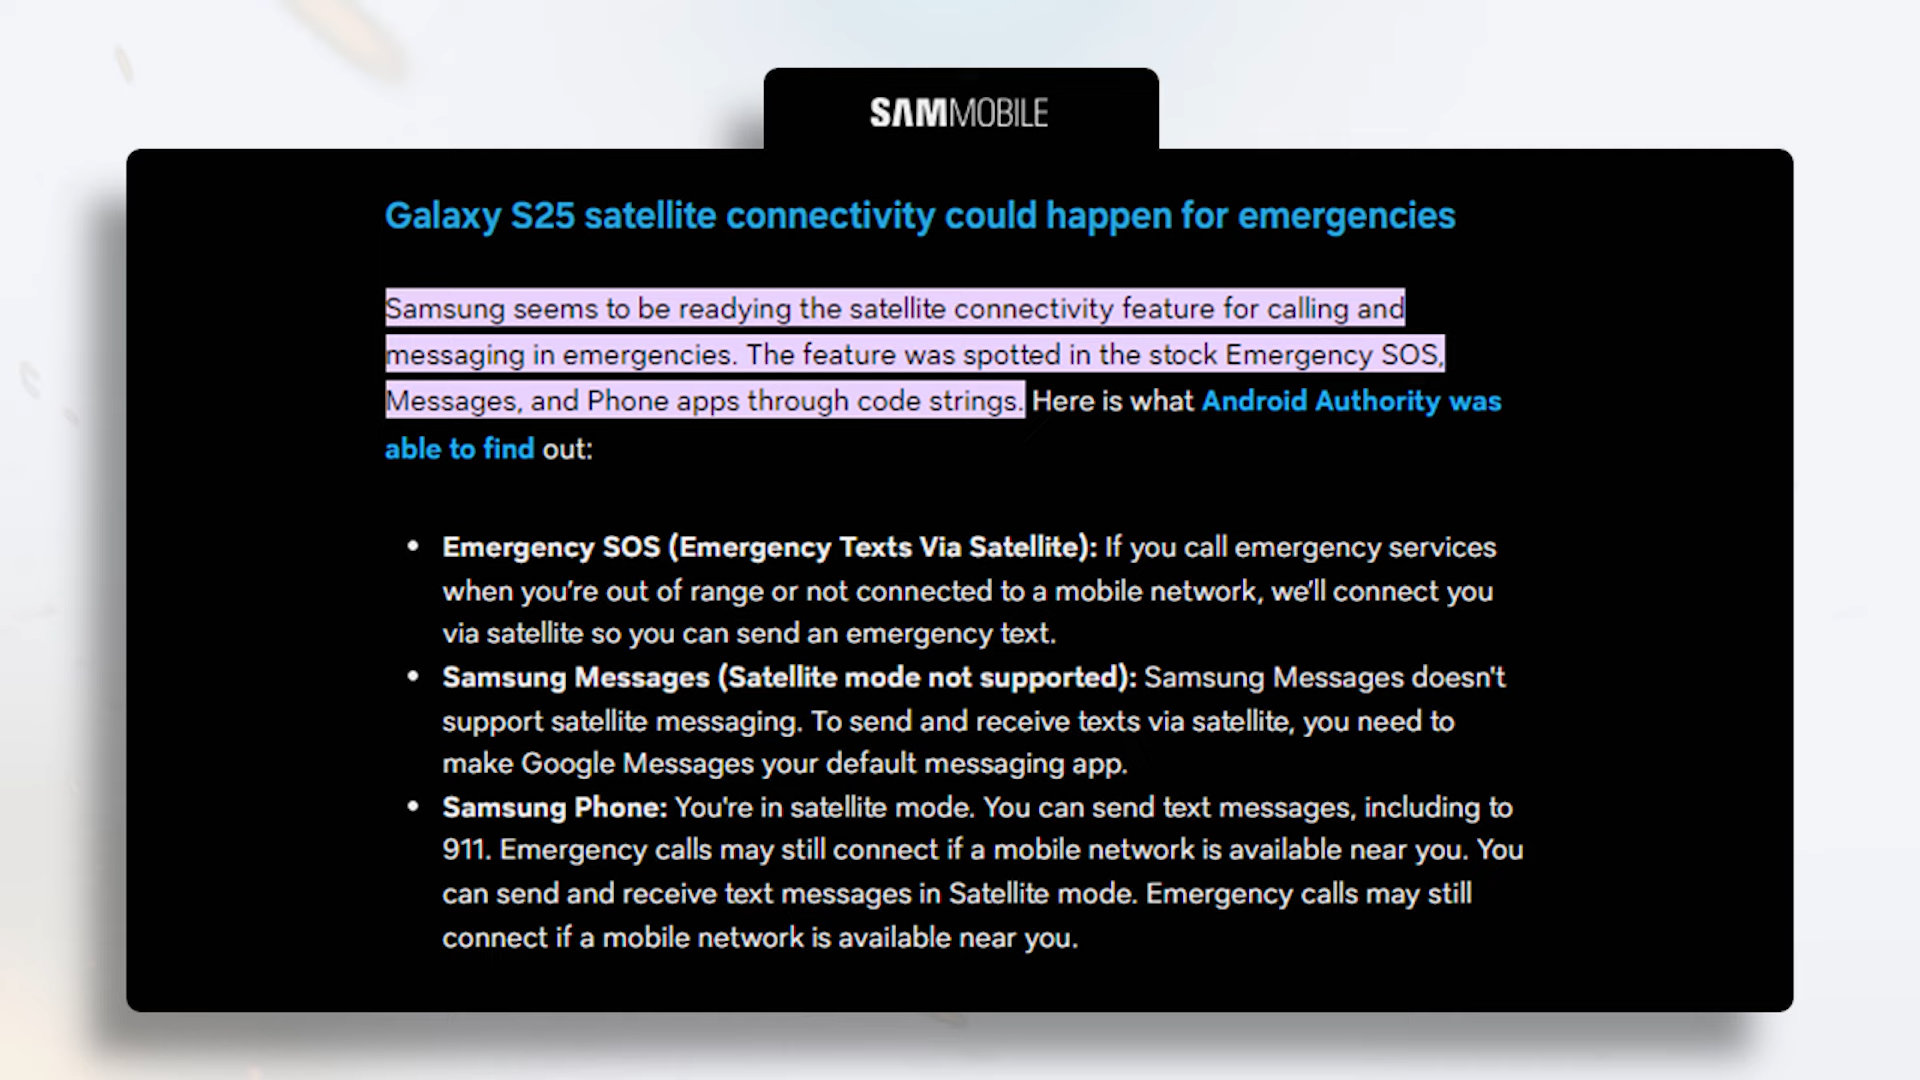 SAMMOBILE
Galaxy S25 satellite connectivity could happen for emergencies
Samsung seems to be readying the satellite connectivity feature for calling and
messaging in emergencies. The feature was spotted in the stock Emergency SOS,
Messages, and Phone apps through code strings. Here is what Android Authority was
able to find out:
• Emergency SOS (Emergency Texts Via Satellite): If you call emergency services
when you’re out of range or not connected to a mobile network, we’ll connect you
via satellite so you can send an emergency text.
• Samsung Messages (Satellite mode not supported): Samsung Messages doesn't
support satellite messaging. To send and receive texts via satellite, you need to
make Google Messages your default messaging app.
• Samsung Phone: You're in satellite mode. You can send text messages, including to
911. Emergency calls may still connect if a mobile network is available near you. You
can send and receive text messages in Satellite mode. Emergency calls may still
connect if a mobile network is available near you.